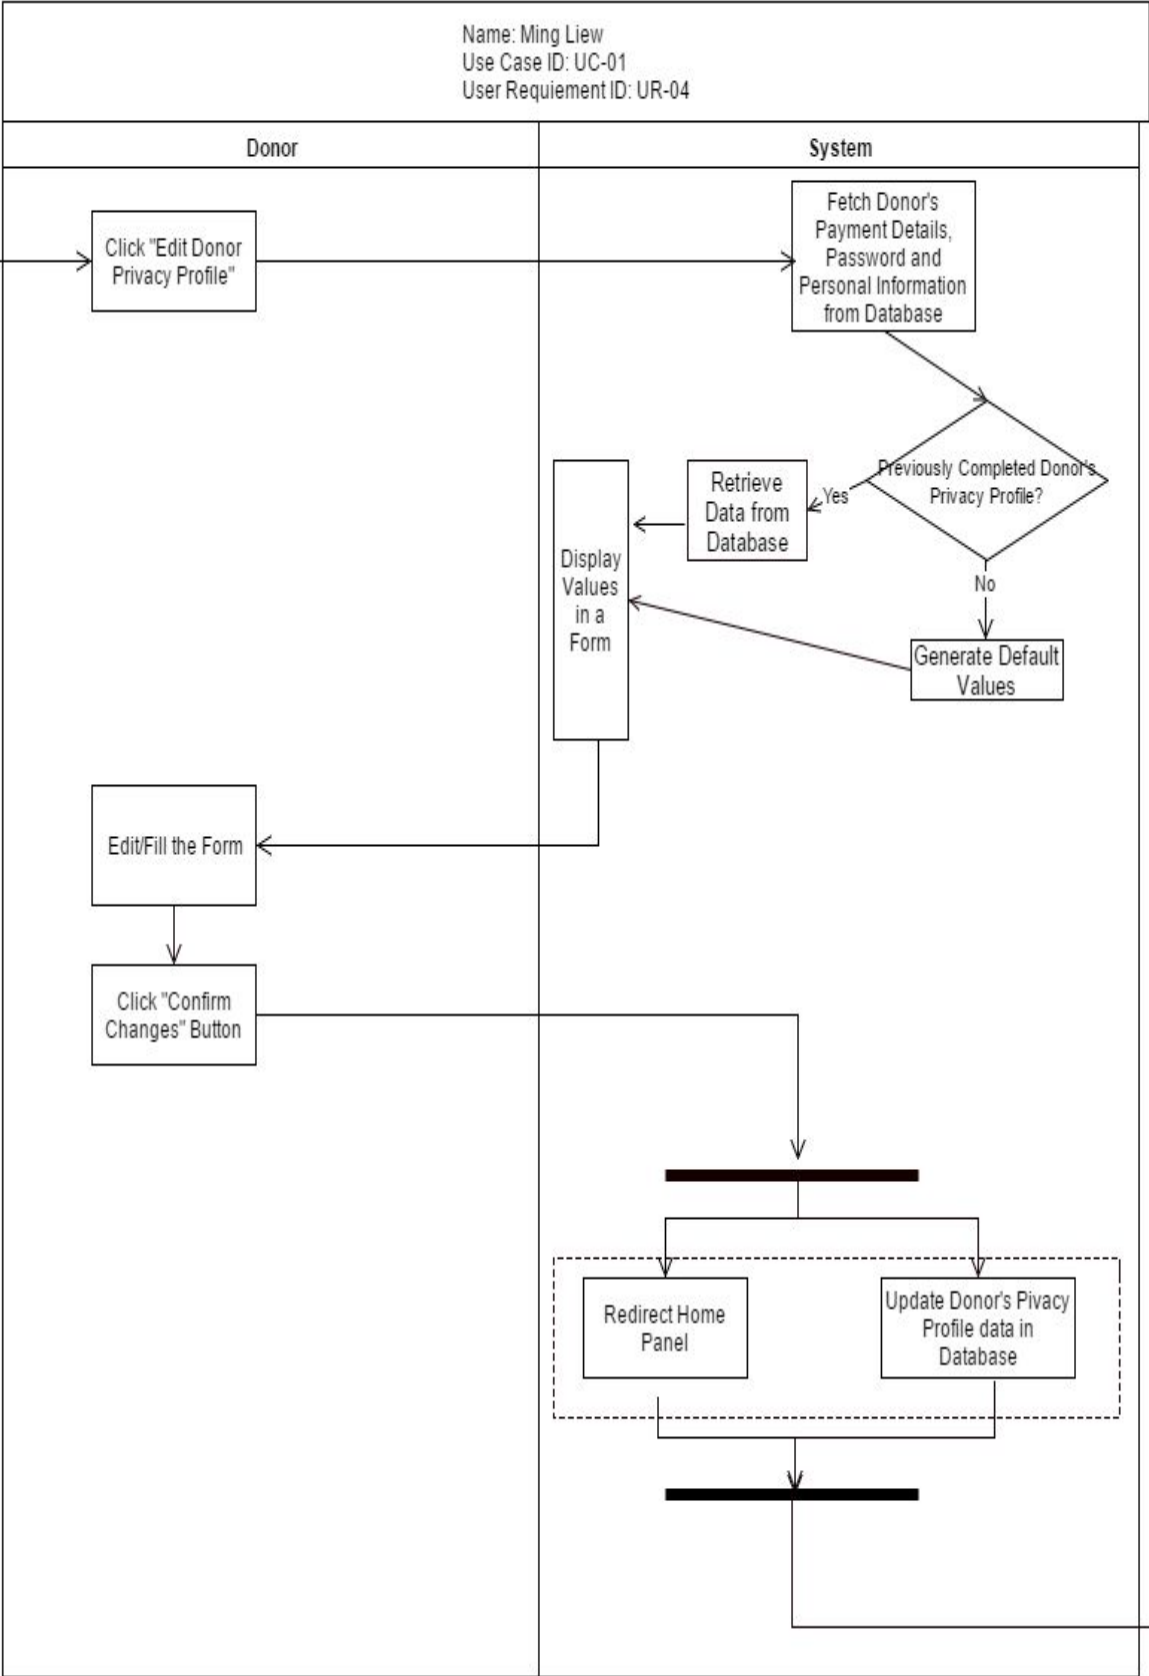 Name: Ming Liew
Use Case ID: UC-01
User Requiement ID: UR-04
Donor
System
Click "Edit Donor
Privacy Profile"
Fetch Donor's
Payment Details,
Password and
Personal Information
from Database
Previously Completed Donor's
Privacy Profile?
Yes
Retrieve
Data from
Database
Display
Values
in a
Form
No
Generate Default
Values
Edit/Fill the Form
Click "Confirm
Changes" Button
Redirect Home
Panel
Update Donor's Pivacy
Profile data in
Database